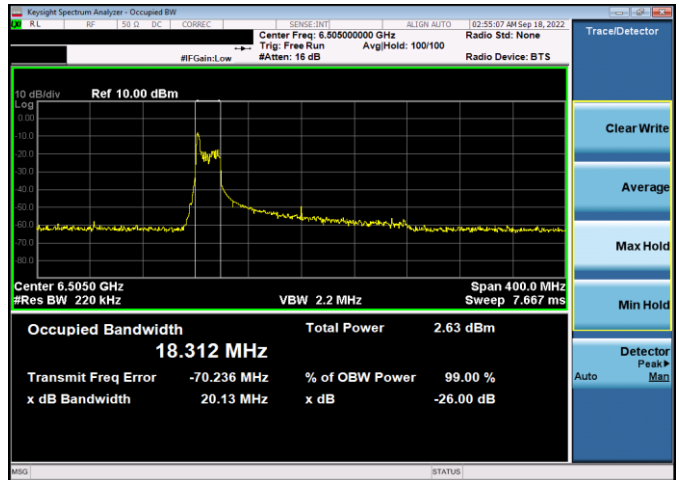 Keysight Spectrum Analyzer - Occupied BW
RL RF 50 Ω DC CORREC SENSE:INT ALIGN AUTO 02:55:07 AM Sep 18, 2022
Center Freq: 6.505000000 GHz Radio Std: None
Trig: Free Run Avg|Hold: 100/100
#IFGain:Low #Atten: 16 dB Radio Device: BTS
Trace/Detector
10 dB/div Ref 10.00 dBm
Log
0.00
-10.0
-20.0
-30.0
-40.0
-50.0
-60.0
-70.0
-80.0
Center 6.5050 GHz Span 400.0 MHz
#Res BW 220 kHz VBW 2.2 MHz Sweep 7.667 ms
Occupied Bandwidth Total Power 2.63 dBm
18.312 MHz
Transmit Freq Error -70.236 MHz % of OBW Power 99.00 %
x dB Bandwidth 20.13 MHz x dB -26.00 dB
Clear Write
Average
Max Hold
Min Hold
Detector
Peak▶
Auto Man
MSG STATUS